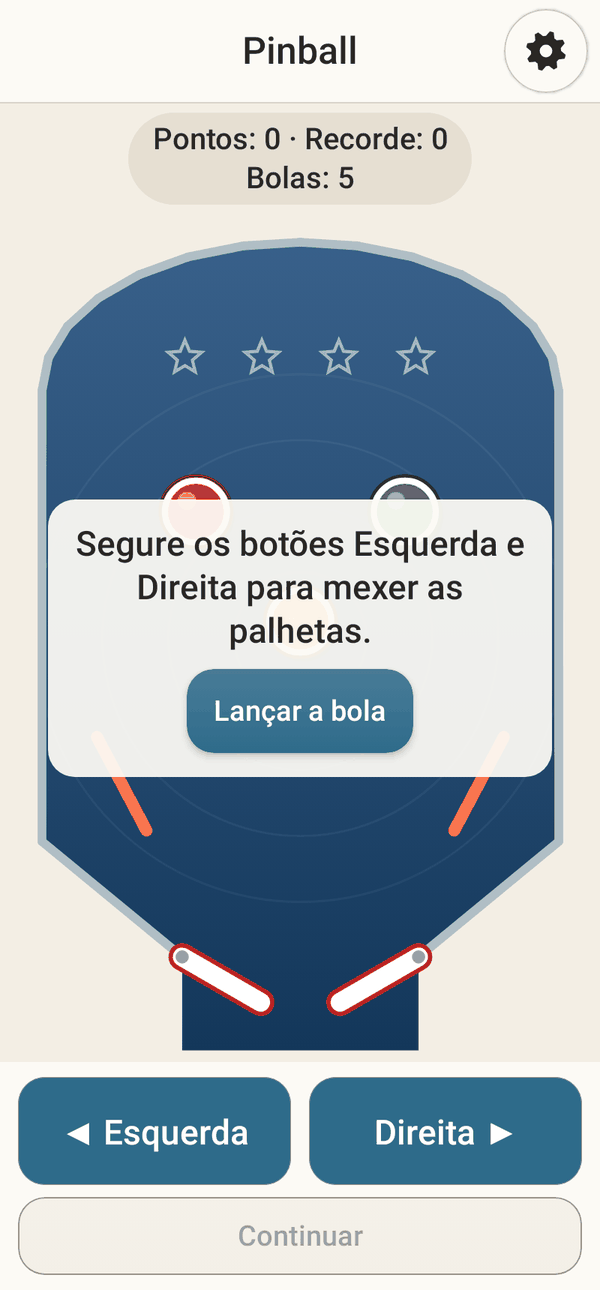 Pinball
Pontos: 0 · Recorde: 0
Bolas: 5
Segure os botões Esquerda e
Direita para mexer as
palhetas.
Lançar a bola
◄ Esquerda
Direita ►
Continuar